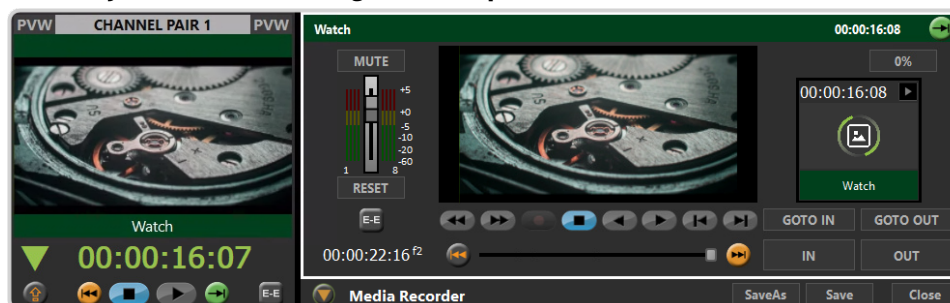 PVW CHANNEL PAIR 1 PVW
Watch
00:00:16:07
E-E
Watch 00:00:16:08
MUTE
+5
+0
-5
-10
-20
-60
1 8
RESET
E-E
00:00:22:16 f2
0%
00:00:16:08
Watch
GOTO IN GOTO OUT
IN OUT
Media Recorder SaveAs Save Close